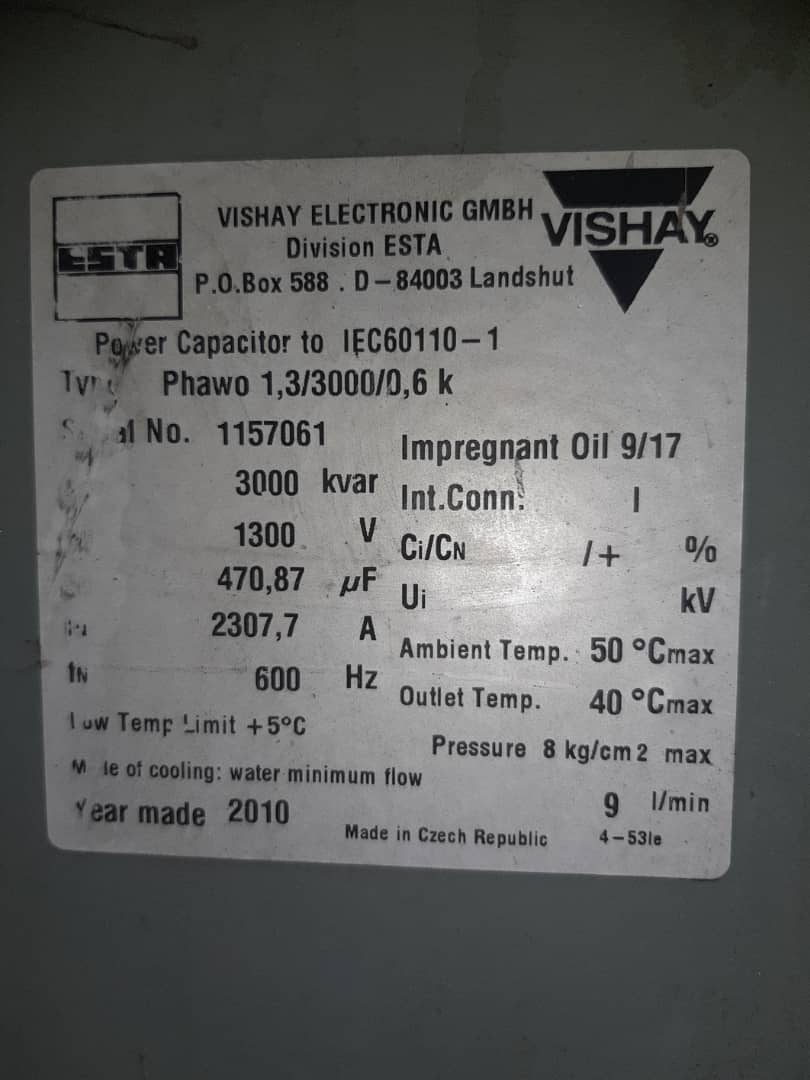 ESTA
VISHAY ELECTRONIC GMBH
Division ESTA
P.O.Box 588 . D-84003 Landshut
VISHAY®
Power Capacitor to IEC60110-1
Phawo 1,3/3000/0,6 k
No. 1157061
Impregnant Oil 9/17
3000 kvar
Int.Conn: I
1300 V
Ci/CN /+ %
470,87 µF
Ui kV
2307,7 A
Ambient Temp. 50 °Cmax
fN 600 Hz
Outlet Temp. 40 °Cmax
Low Temp Limit +5°C
Pressure 8 kg/cm2 max
of cooling: water minimum flow
9 l/min
Year made 2010
Made in Czech Republic
4-53le